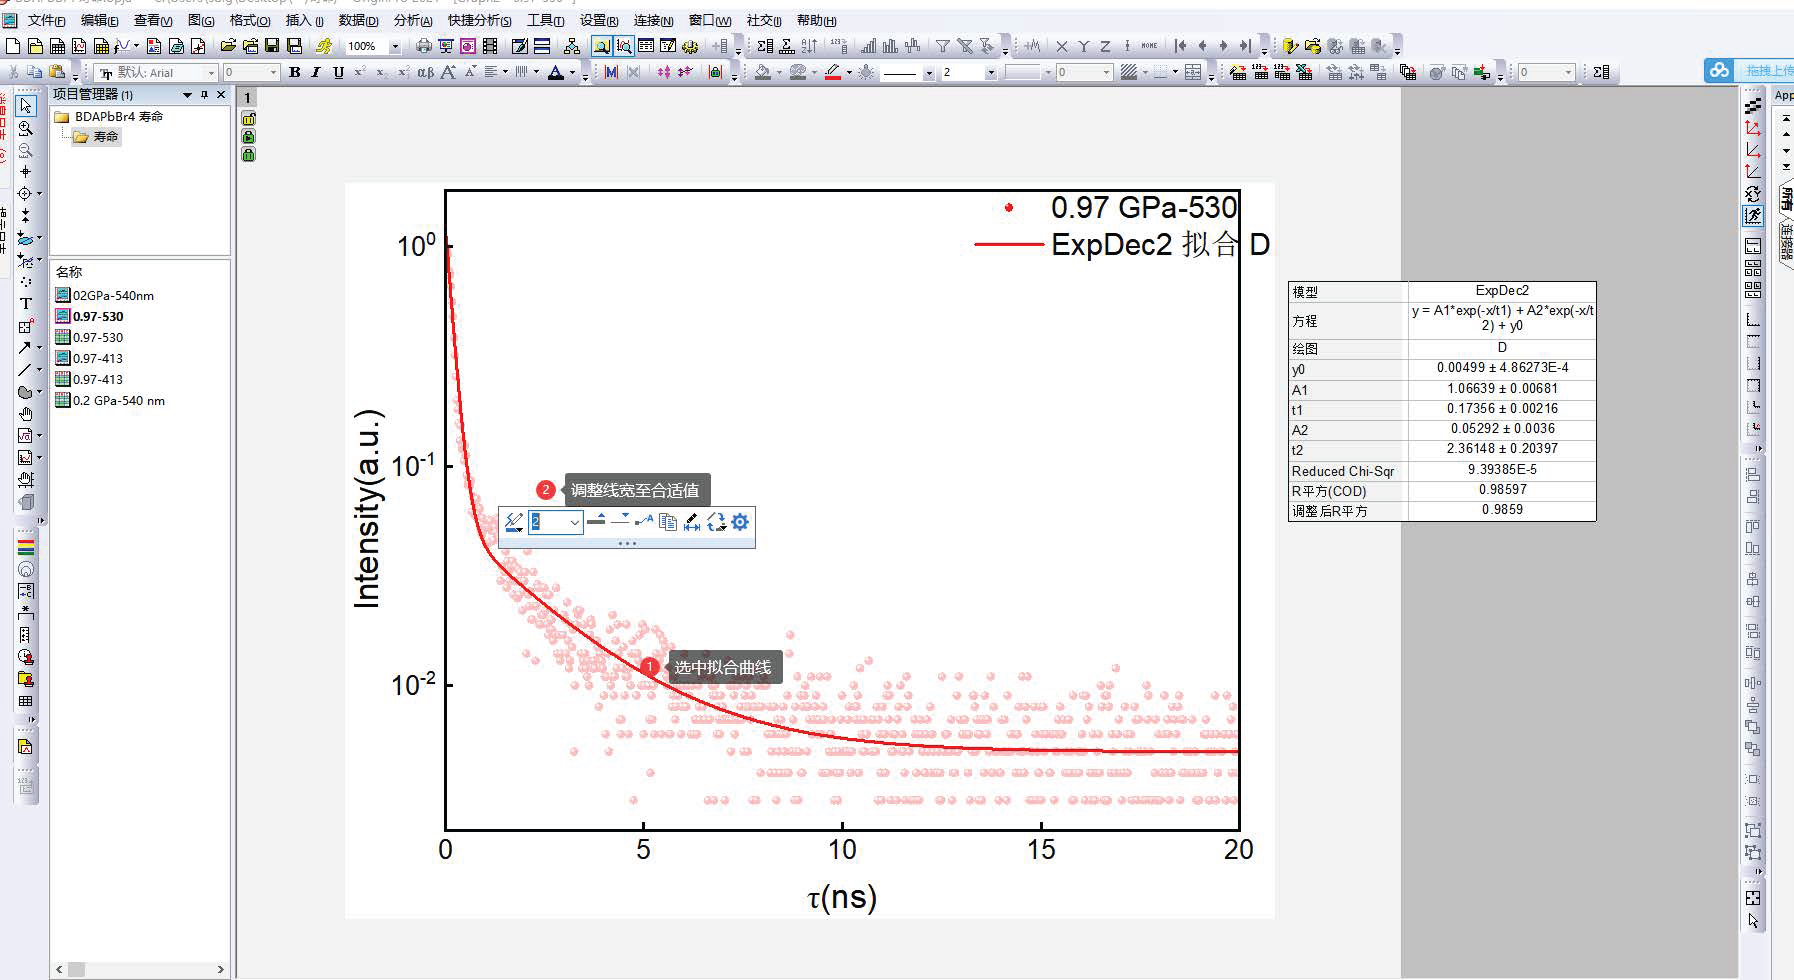 文件(F) 编辑(E) 查看(V) 图(G) 格式(O) 插入(I) 数据(D) 分析(A) 快捷分析(S) 工具(T) 设置(R) 连接(N) 窗口(W) 社交(I) 帮助(H)
100%
默认: Arial 0 B I U αβ A A A 2 0 0
拖拽上传
项目管理器 (1)
BDAPbBr4 寿命
寿命
名称
02GPa-540nm
0.97-530
0.97-530
0.97-413
0.97-413
0.2 GPa-540 nm
1
App
所有
连接器
0.97 GPa-530
ExpDec2 拟合 D
10⁰
10⁻¹
10⁻²
Intensity(a.u.)
2 调整线宽至合适值
2
1 选中拟合曲线
0 5 10 15 20
τ(ns)
模型 ExpDec2
方程 y = A1*exp(-x/t1) + A2*exp(-x/t
2) + y0
绘图 D
y0 0.00499 ± 4.86273E-4
A1 1.06639 ± 0.00681
t1 0.17356 ± 0.00216
A2 0.05292 ± 0.0036
t2 2.36148 ± 0.20397
Reduced Chi-Sqr 9.39385E-5
R平方(COD) 0.98597
调整后R平方 0.9859